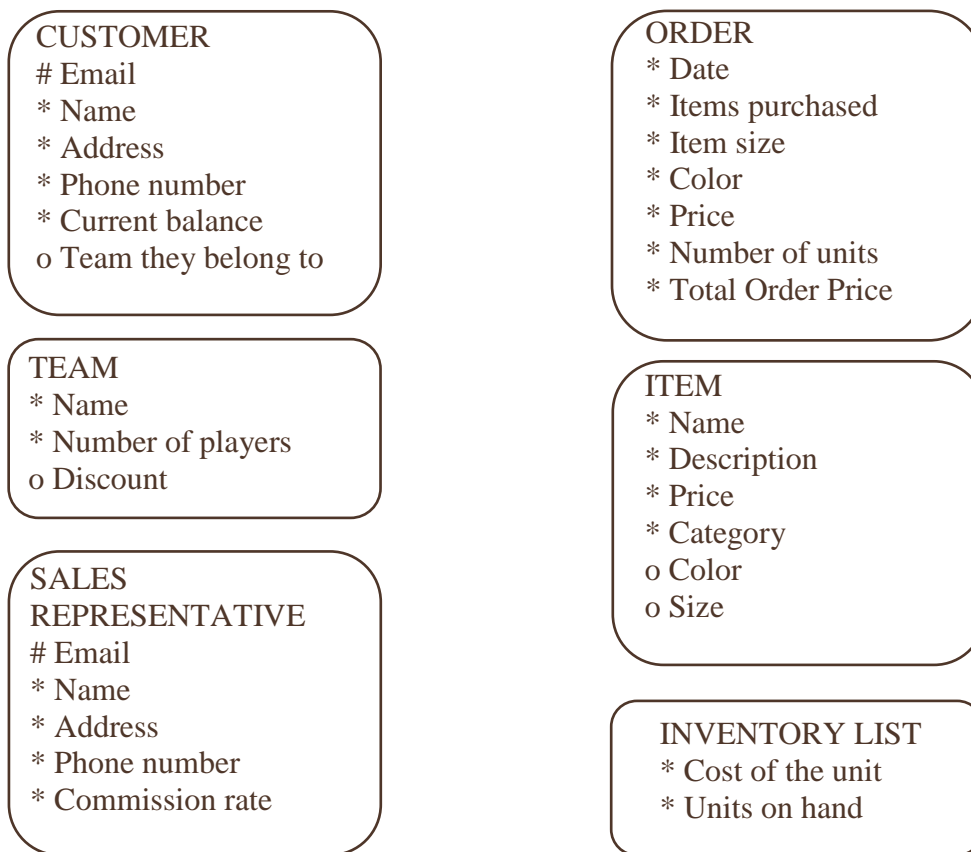 CUSTOMER
# Email
* Name
* Address
* Phone number
* Current balance
o Team they belong to
TEAM
* Name
* Number of players
o Discount
SALES
REPRESENTATIVE
# Email
* Name
* Address
* Phone number
* Commission rate
ORDER
* Date
* Items purchased
* Item size
* Color
* Price
* Number of units
* Total Order Price
ITEM
* Name
* Description
* Price
* Category
o Color
o Size
INVENTORY LIST
* Cost of the unit
* Units on hand